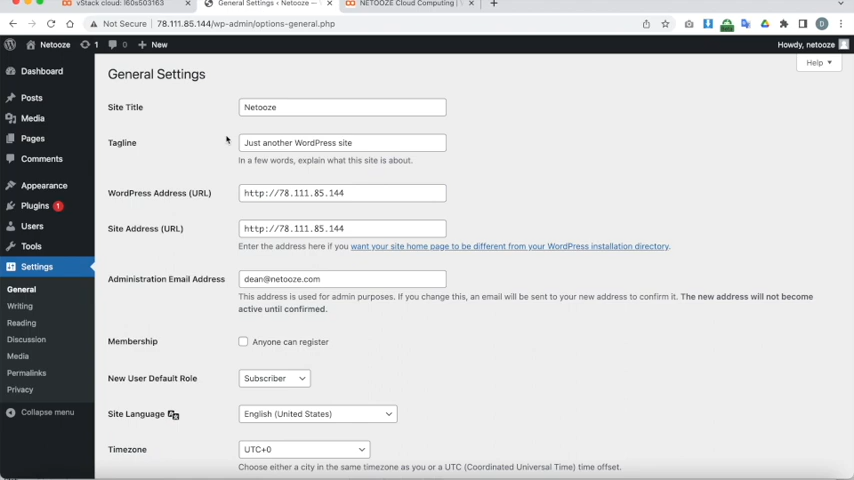 vStack cloud: l60s503163
General Settings ‹ Netooze —
NETOOZE Cloud Computing |
Not Secure | 78.111.85.144/wp-admin/options-general.php
D
Netooze 1 0 + New Howdy, netooze
Dashboard
Posts
Media
Pages
Comments
Appearance
Plugins 1
Users
Tools
Settings
General
Writing
Reading
Discussion
Media
Permalinks
Privacy
Collapse menu
Help
General Settings
Site Title Netooze
Tagline Just another WordPress site
In a few words, explain what this site is about.
WordPress Address (URL) http://78.111.85.144
Site Address (URL) http://78.111.85.144
Enter the address here if you want your site home page to be different from your WordPress installation directory.
Administration Email Address dean@netooze.com
This address is used for admin purposes. If you change this, an email will be sent to your new address to confirm it. The new address will not become
active until confirmed.
Membership Anyone can register
New User Default Role Subscriber
Site Language English (United States)
Timezone UTC+0
Choose either a city in the same timezone as you or a UTC (Coordinated Universal Time) time offset.